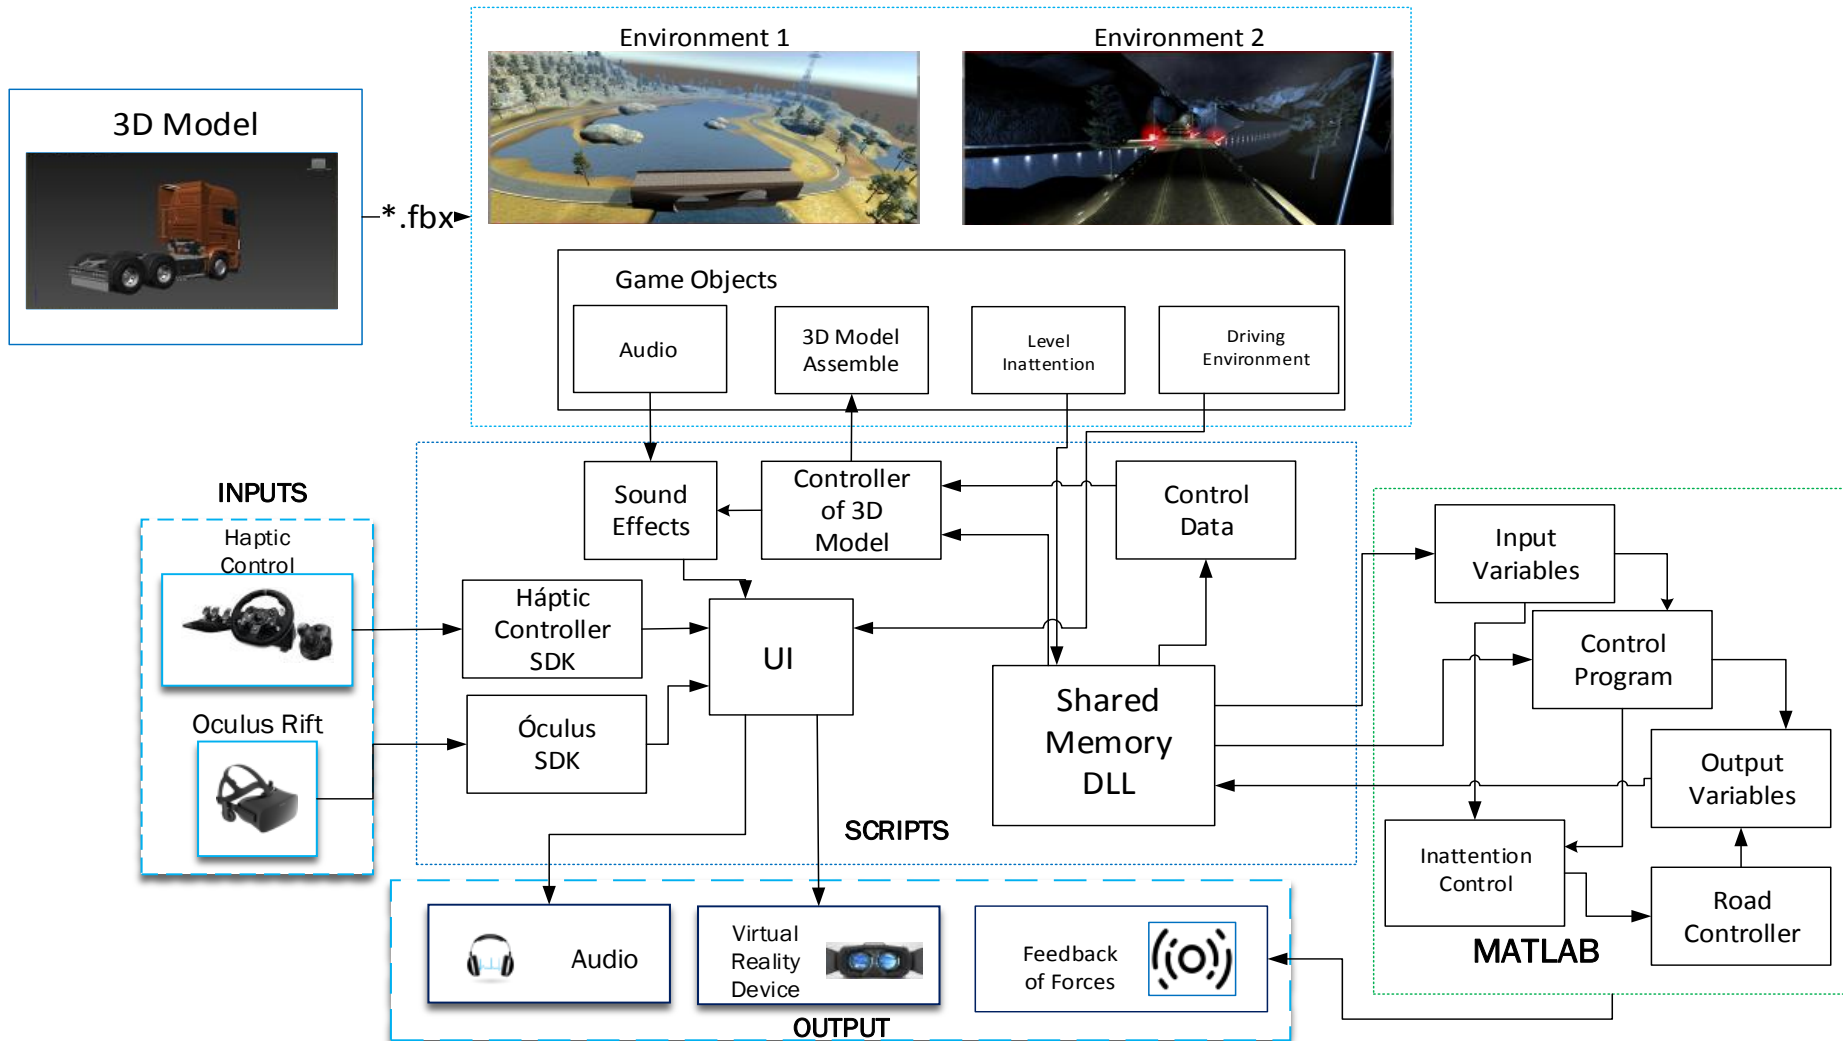 Environment 1
Environment 2
3D Model
*.fbx
Game Objects
Audio
3D Model
Assemble
Level
Inattention
Driving
Environment
INPUTS
Haptic
Control
Oculus Rift
Sound
Effects
Controller
of 3D
Model
Control
Data
Háptic
Controller
SDK
UI
Óculus
SDK
Shared
Memory
DLL
SCRIPTS
Input
Variables
Control
Program
Output
Variables
Inattention
Control
Road
Controller
MATLAB
Audio
Virtual
Reality
Device
Feedback
of Forces
OUTPUT